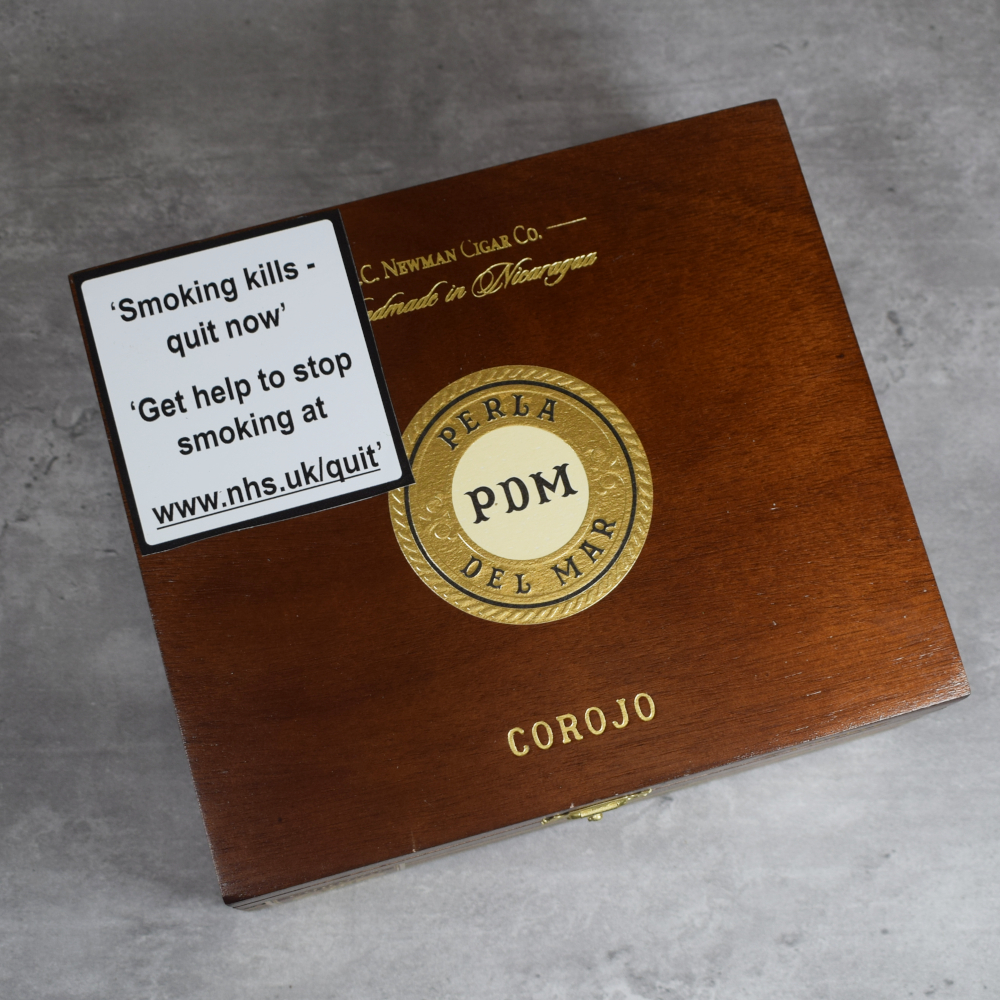 ‘Smoking kills -
quit now’
‘Get help to stop
smoking at
www.nhs.uk/quit’
.C. NEWMAN CIGAR CO.
ndmade in Nicaragua
PERLA
PDM
DEL MAR
COROJO